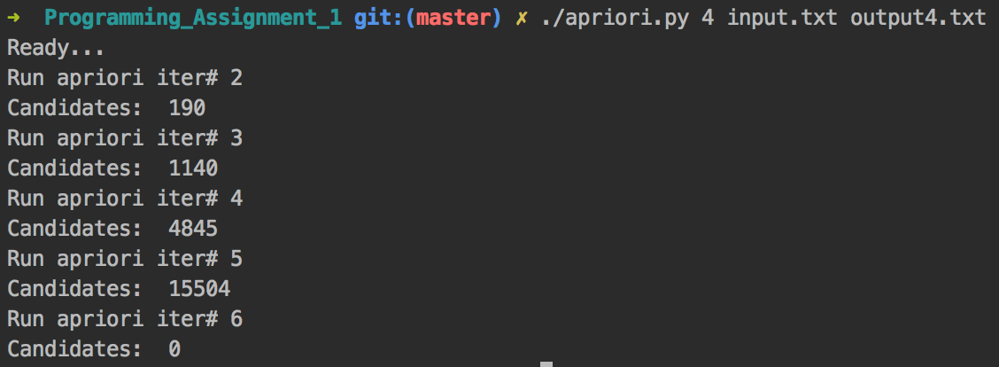 ➜  Programming_Assignment_1 git:(master) ✗ ./apriori.py 4 input.txt output4.txt
Ready...
Run apriori iter# 2
Candidates:  190
Run apriori iter# 3
Candidates:  1140
Run apriori iter# 4
Candidates:  4845
Run apriori iter# 5
Candidates:  15504
Run apriori iter# 6
Candidates:  0